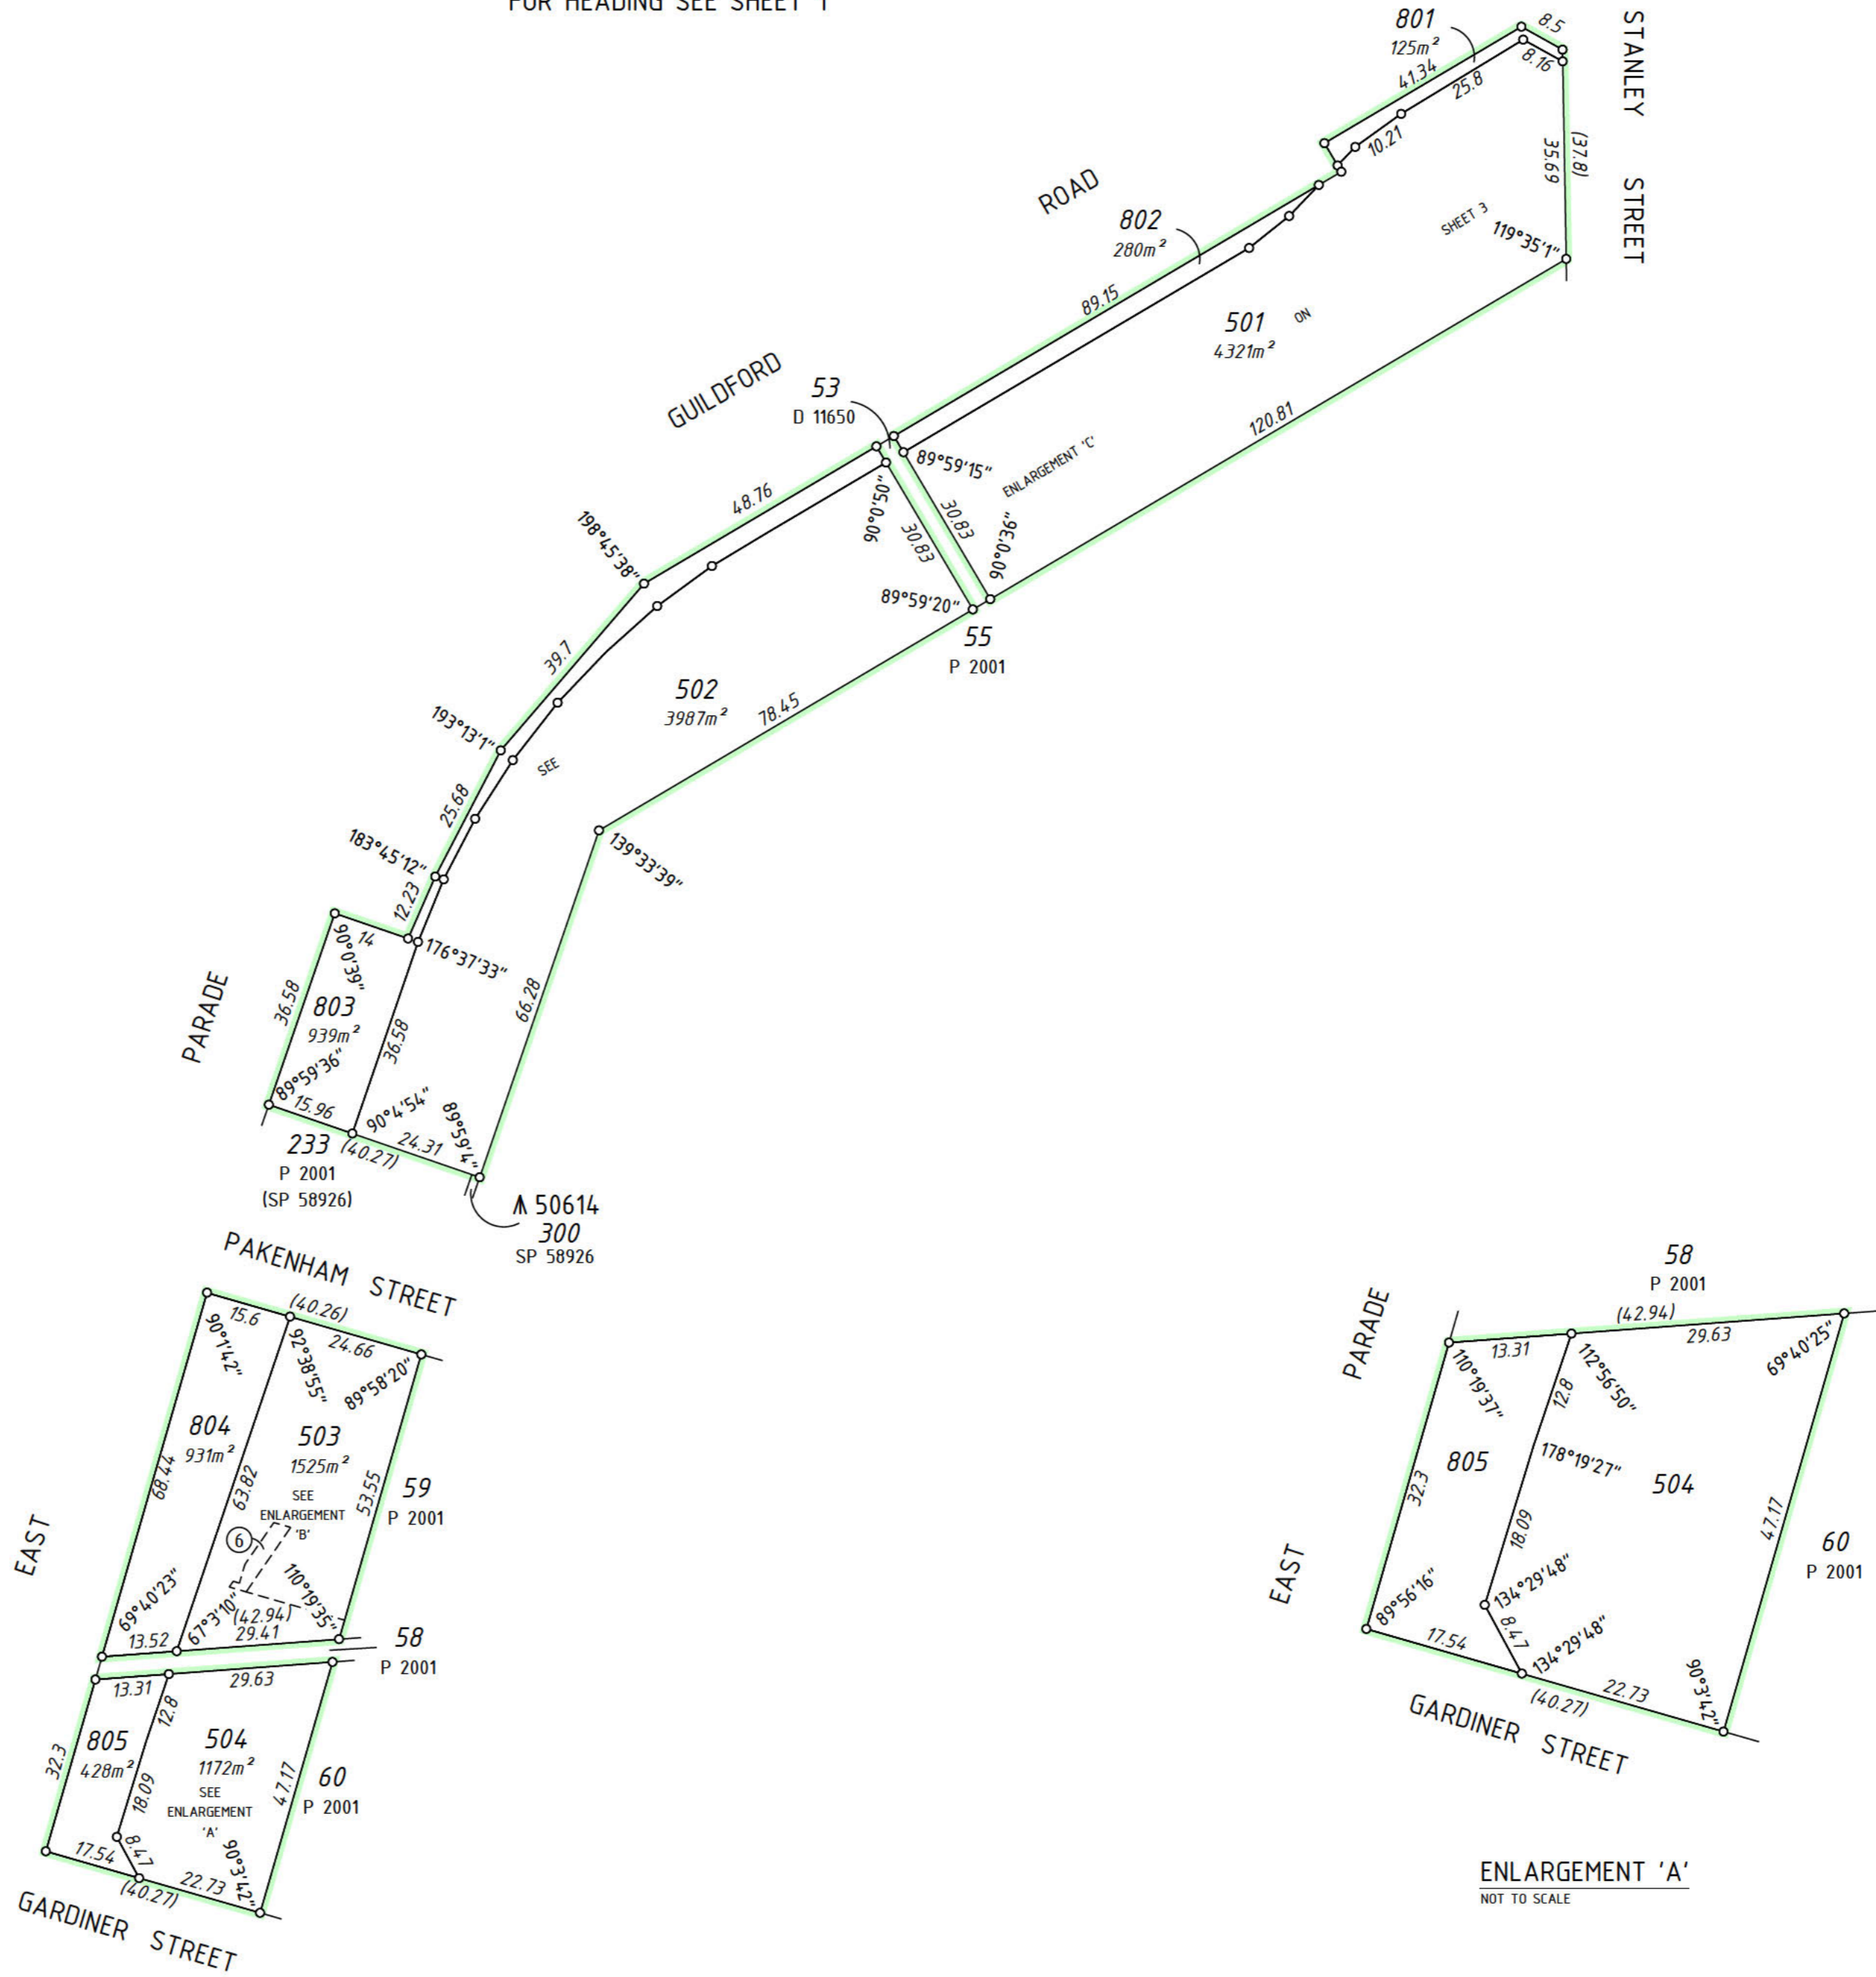 FOR HEADING SEE SHEET 1
801
125m²
41.34
8.5
8.16
25.8
10.21
STANLEY STREET
(37.8)
35.69
SHEET 3
119°35'1"
ROAD
802
280m²
89.15
501
4321m²
ON
120.81
GUILDFORD
53
D 11650
89°59'15"
ENLARGEMENT 'C'
90°0'50"
30.83
30.83
90°0'36"
89°59'20"
55
P 2001
48.76
198°45'38"
39.7
502
3987m²
78.45
193°13'1"
SEE
25.68
183°45'12"
12.23
139°33'39"
14
90°0'39"
176°37'33"
66.28
PARADE
36.58
803
939m²
36.58
89°59'36"
15.96
90°4'54"
89°59'4"
24.31
(40.27)
233
P 2001
(SP 58926)
50614
300
SP 58926
PAKENHAM STREET
15.6
(40.26)
24.66
90°1'42"
92°38'55"
89°58'20"
804
931m²
503
1525m²
68.44
63.82
53.55
SEE
ENLARGEMENT
'B'
6
59
P 2001
EAST
69°40'23"
67°3'10"
110°19'35"
(42.94)
13.52
29.41
58
P 2001
13.31
29.63
12.8
805
428m²
504
1172m²
32.3
18.09
47.17
SEE
ENLARGEMENT
'A'
60
P 2001
8.47
17.54
22.73
90°3'42"
(40.27)
GARDINER STREET
58
P 2001
(42.94)
PARADE
13.31
29.63
110°19'37"
112°56'50"
69°40'25"
12.8
805
178°19'27"
504
32.3
18.09
47.17
60
P 2001
EAST
89°56'16"
134°29'48"
8.47
17.54
134°29'48"
22.73
90°3'42"
(40.27)
GARDINER STREET
ENLARGEMENT 'A'
NOT TO SCALE